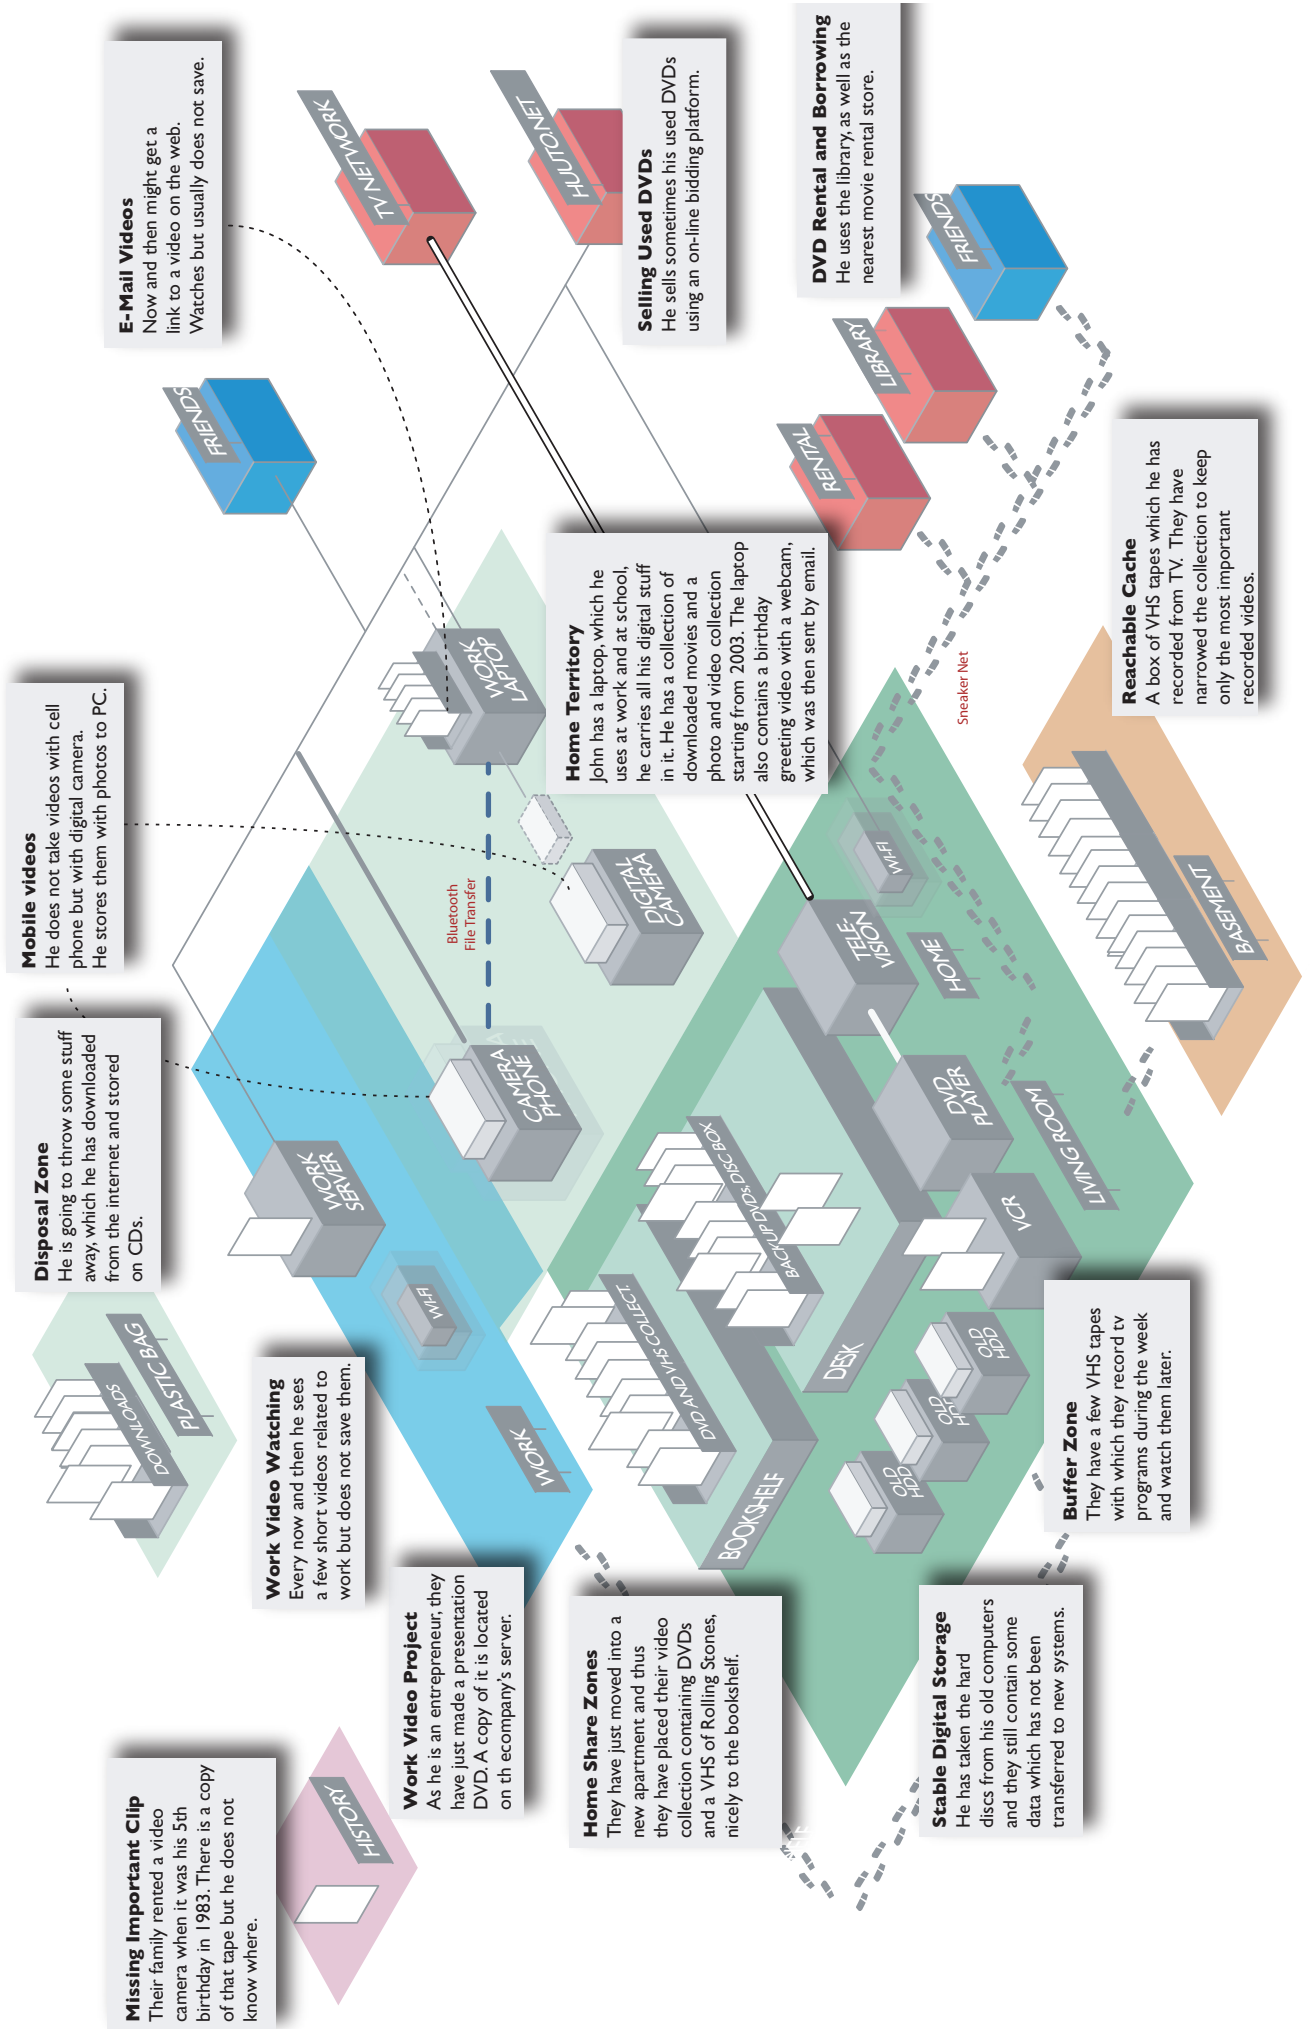 Missing Important Clip
Their family rented a video
camera when it was his 5th
birthday in 1983. There is a copy
of that tape but he does not
know where.
HISTORY
Disposal Zone
He is going to throw some stuff
away, which he has downloaded
from the internet and stored
on CDs.
DOWNLOADS
PLASTIC BAG
Mobile videos
He does not take videos with cell
phone but with digital camera.
He stores them with photos to PC.
E-Mail Videos
Now and then might get a
link to a video on the web.
Watches but usually does not save.
FRIENDS
TV NETWORK
HUUTO.NET
Work Video Watching
Every now and then he sees
a few short videos related to
work but does not save them.
Work Video Project
As he is an entrepreneur, they
have just made a presentation
DVD. A copy of it is located
on th ecompany's server.
WORK
WI-FI
WORK
SERVER
CAMERA
PHONE
Bluetooth
File Transfer
DIGITAL
CAMERA
WORK
LAPTOP
Selling Used DVDs
He sells sometimes his used DVDs
using an on-line bidding platform.
Home Territory
John has a laptop, which he
uses at work and at school,
he carries all his digital stuff
in it. He has a collection of
downloaded movies and a
photo and video collection
starting from 2003. The laptop
also contains a birthday
greeting video with a webcam,
which was then sent by email.
Home Share Zones
They have just moved into a
new apartment and thus
they have placed their video
collection containing DVDs
and a VHS of Rolling Stones,
nicely to the bookshelf.
DVD AND VHS COLLECT.
BOOKSHELF
BACKUP DVDs, DISC BOX
DESK
TELE
VISION
WI-FI
HOME
DVD
PLAYER
LIVING ROOM
VCR
OLD
HDD
OLD
HDD
OLD
HDD
RENTAL
LIBRARY
FRIENDS
DVD Rental and Borrowing
He uses the library, as well as the
nearest movie rental store.
Sneaker Net
Stable Digital Storage
He has taken the hard
discs from his old computers
and they still contain some
data which has not been
transferred to new systems.
Buffer Zone
They have a few VHS tapes
with which they record tv
programs during the week
and watch them later.
BASEMENT
Reachable Cache
A box of VHS tapes which he has
recorded from TV. They have
narrowed the collection to keep
only the most important
recorded videos.